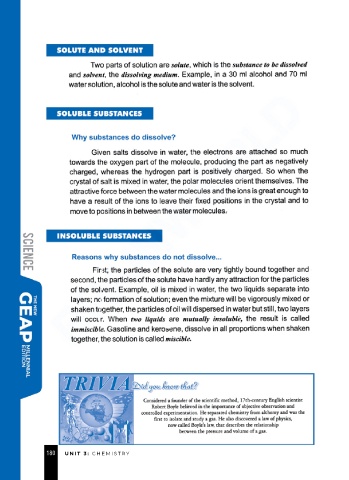 SOLUTE AND SOLVENT
Two parts of solution are solute, which is the substance to be dissolved
and solvent, the dissolving medium. Example, in a 30 ml alcohol and 70 ml
water solution, alcohol is the solute and water is the solvent.
SOLUBLE SUBSTANCES
Why substances do dissolve?
Given salts dissolve in water, the electrons are attached so much
towards the oxygen part of the molecule, producing the part as negatively
charged, whereas the hydrogen part is positively charged. So when the
crystal of salt is mixed in water, the polar molecules orient themselves. The
attractive force between the water molecules and the ions is great enough to
have a result of the ions to leave their fixed positions in the crystal and to
move to positions in between the water molecules.
INSOLUBLE SUBSTANCES
Reasons why substances do not dissolve...
First, the particles of the solute are very tightly bound together and
second, the particles of the solute have hardly any attraction for the particles
of the solvent. Example, oil is mixed in water, the two liquids separate into
layers; no formation of solution; even the mixture will be vigorously mixed or
shaken together, the particles of oil will dispersed in water but still, two layers
will occur. When two liquids are mutually insoluble, the result is called
immiscible. Gasoline and kerosene, dissolve in all proportions when shaken
together, the solution is called miscible.
SCIENCE
THE NEW
GEAP
MILLENNIAL
EDITION
TRIVIA Did you know that?
Considered a founder of the scientific method, 17th-century English scientist
Robert Boyle believed in the importance of objective observation and
controlled experimentation. He separated chemistry from alchemy and was the
first to isolate and study a gas. He also discovered a law of physics,
now called Boyle's law, that describes the relationship
between the pressure and volume of a gas.
180 UNIT 3: CHEMISTRY